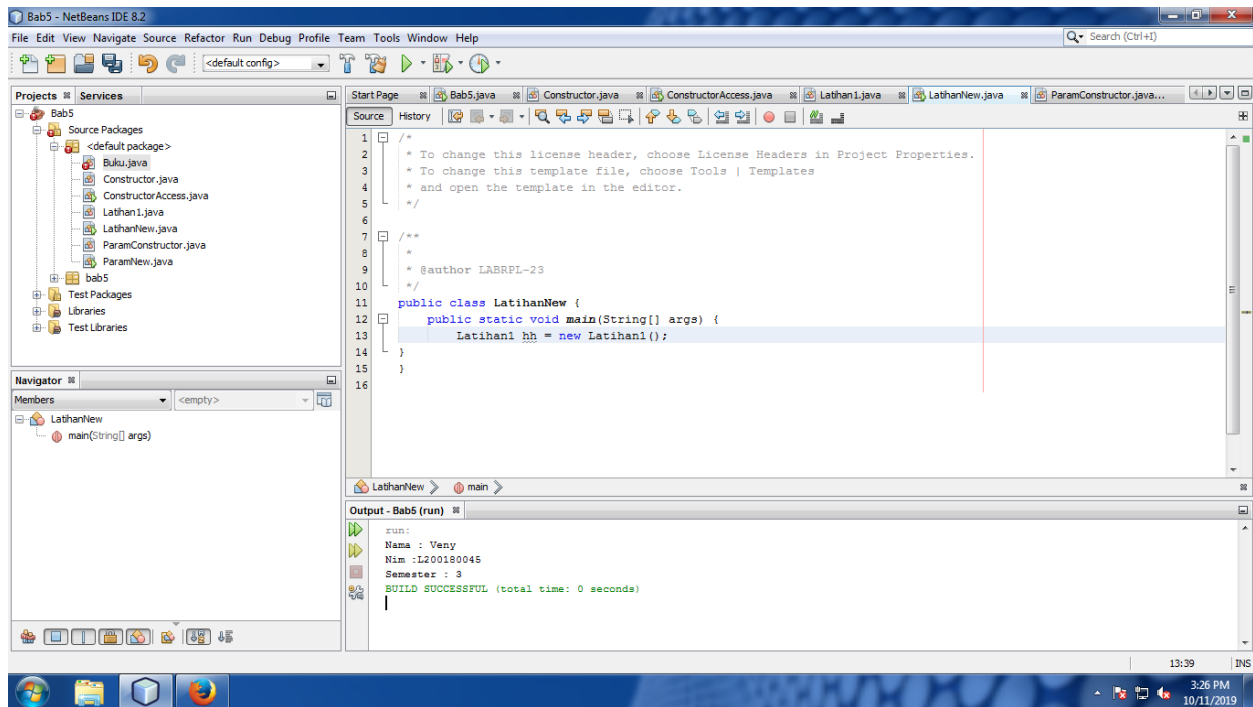 Bab5 - NetBeans IDE 8.2
File Edit View Navigate Source Refactor Run Debug Profile Team Tools Window Help
Search (Ctrl+I)
<default config>
Projects Services
Bab5
Source Packages
<default package>
Buku.java
Constructor.java
ConstructorAccess.java
Latihan1.java
LatihanNew.java
ParamConstructor.java
ParamNew.java
bab5
Test Packages
Libraries
Test Libraries
Navigator
Members <empty>
LatihanNew
main(String[] args)
Start Page Bab5.java Constructor.java ConstructorAccess.java Latihan1.java LatihanNew.java ParamConstructor.java...
Source History
1 /*
2 * To change this license header, choose License Headers in Project Properties.
3 * To change this template file, choose Tools | Templates
4 * and open the template in the editor.
5 */
6
7 /**
8 *
9 * @author LABRPL-23
10 */
11 public class LatihanNew {
12 public static void main(String[] args) {
13 Latihan1 hh = new Latihan1();
14 }
15 }
16
LatihanNew main
Output - Bab5 (run)
run:
Nama : Veny
Nim :L200180045
Semester : 3
BUILD SUCCESSFUL (total time: 0 seconds)
13:39 INS
3:26 PM
10/11/2019